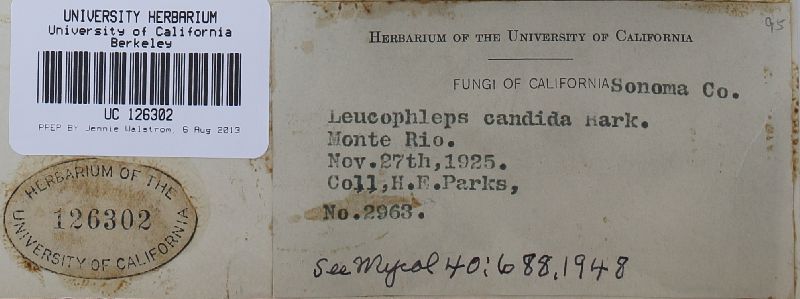 UNIVERSITY HERBARIUM
University of California
Berkeley
UC 126302
PREP BY Jennie Walstrom, 6 Aug 2013
HERBARIUM OF THE
126302
UNIVERSITY OF CALIFORNIA
95
HERBARIUM OF THE UNIVERSITY OF CALIFORNIA
FUNGI OF CALIFORNIA Sonoma Co.
Leucophleps candida Hark.
Monte Rio.
Nov.27th,1925.
Coll,H.E.Parks,
No.2963.
See Mycol 40:688,1948